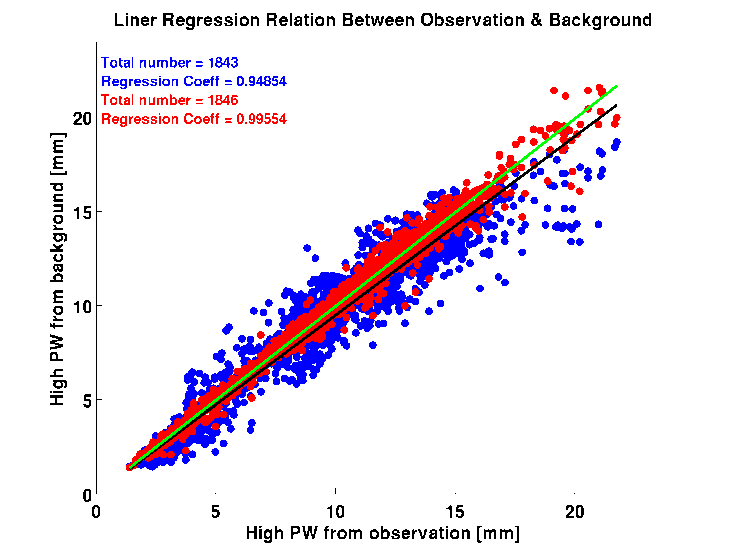 Liner Regression Relation Between Observation & Background
Total number = 1843
Regression Coeff = 0.94854
Total number = 1846
Regression Coeff = 0.99554
High PW from background [mm]
20
15
10
5
0
0 5 10 15 20
High PW from observation [mm]